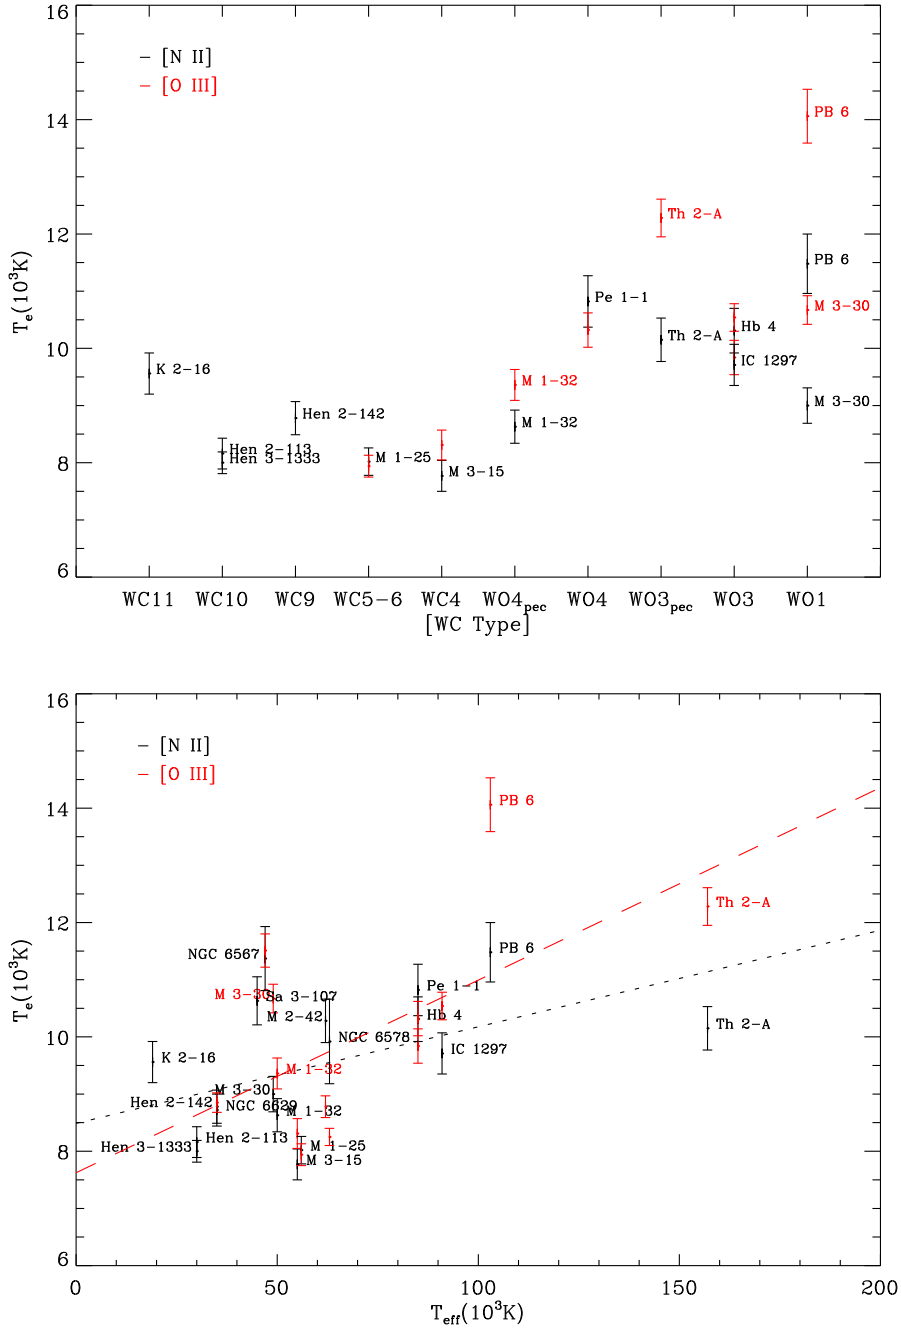 16
– [N II]
– [O III]
14
PB 6
Th 2–A
12
PB 6
Pe 1–1
M 3–30
Hb 4
Th 2–A
10
IC 1297
K 2–16
M 1–32
M 3–30
Hen 2–142
M 1–32
Hen 2–113
Hen 3–1333
M 1–25
8
M 3–15
6
T_e(10^3K)
WC11 WC10 WC9 WC5–6 WC4 WO4_pec WO4 WO3_pec WO3 WO1
[WC Type]
16
– [N II]
– [O III]
14
PB 6
Th 2–A
12
NGC 6567
PB 6
Pe 1–1
M 3–30
Sa 3–107
M 2–42
Hb 4
Th 2–A
10
NGC 6578
IC 1297
K 2–16
M 1–32
M 3–30
Hen 2–142
NGC 6629
M 1–32
Hen 2–113
Hen 3–1333
M 1–25
8
M 3–15
6
T_e(10^3K)
0 50 100 150 200
T_eff(10^3K)